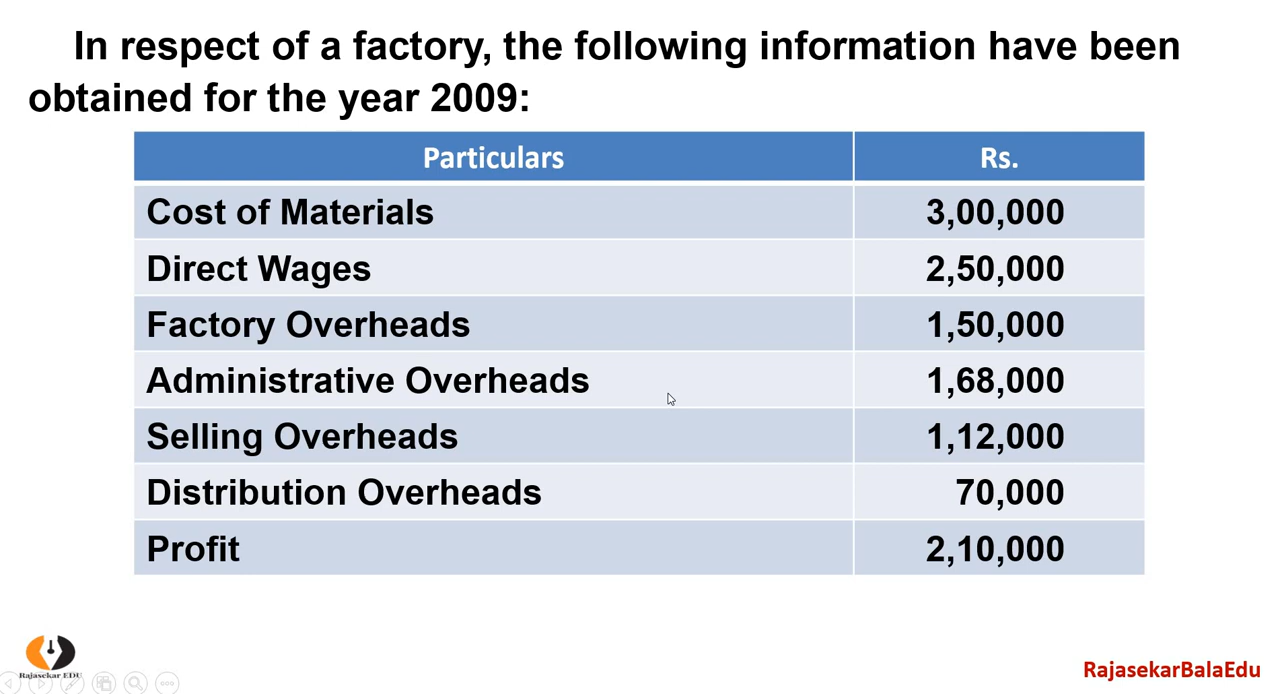 In respect of a factory, the following information have been
obtained for the year 2009:
Particulars Rs.
Cost of Materials 3,00,000
Direct Wages 2,50,000
Factory Overheads 1,50,000
Administrative Overheads 1,68,000
Selling Overheads 1,12,000
Distribution Overheads 70,000
Profit 2,10,000
Rajasekar EDU
RajasekarBalaEdu